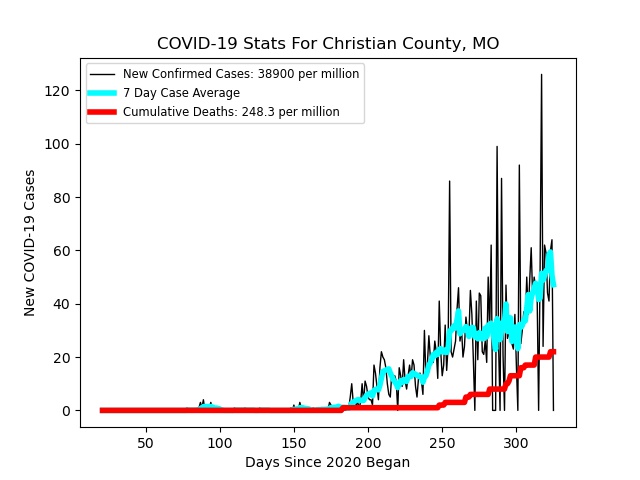 COVID-19 Stats For Christian County, MO
New Confirmed Cases: 38900 per million
7 Day Case Average
Cumulative Deaths: 248.3 per million
New COVID-19 Cases
120
100
80
60
40
20
0
50 100 150 200 250 300
Days Since 2020 Began